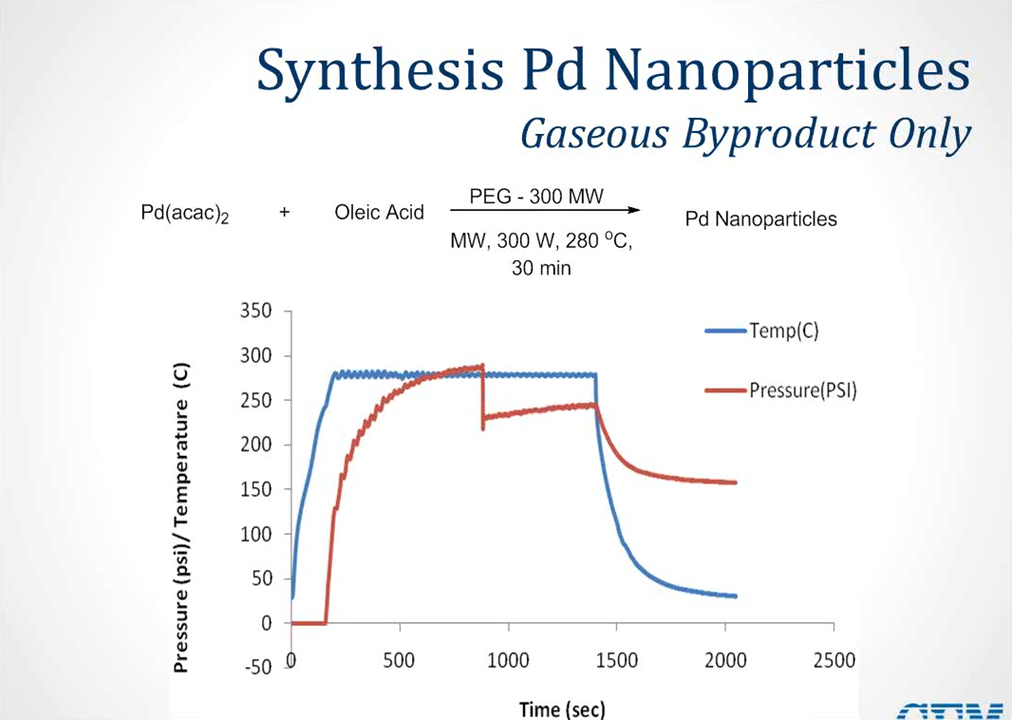 Synthesis Pd Nanoparticles
Gaseous Byproduct Only
PEG - 300 MW
Pd(acac)₂ + Oleic Acid Pd Nanoparticles
MW, 300 W, 280 ºC,
30 min
350
300
250
200
150
100
50
0
-50
Pressure (psi)/ Temperature (C)
Temp(C)
Pressure(PSI)
0 500 1000 1500 2000 2500
Time (sec)